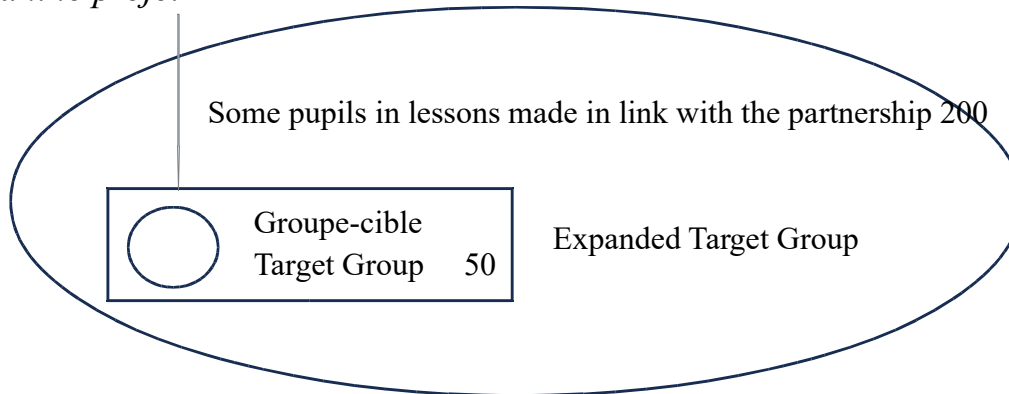 Some pupils in lessons made in link with the partnership 200
Groupe-cible
Target Group 50
Expanded Target Group